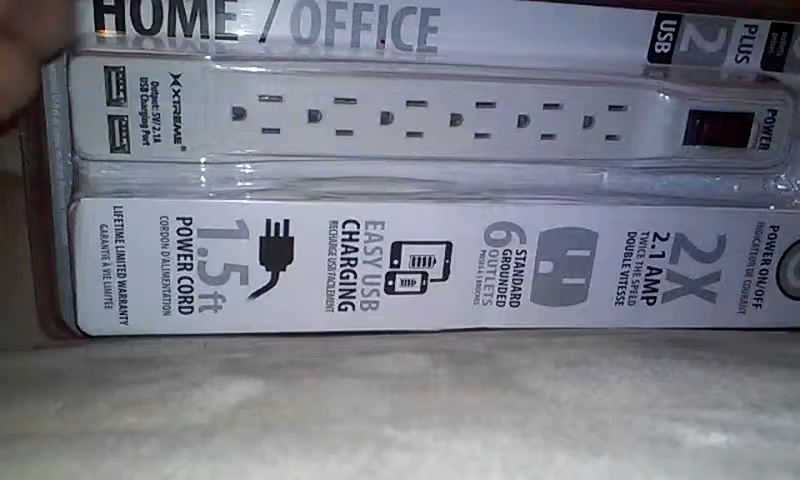 HOME / OFFICE
PLUS
2
USB
POWER
XTREME®
Output: 5V/2.1A
USB Charging Port
POWER ON/OFF
INDICATEUR DE COURANT
2X
2.1 AMP
TWICE THE SPEED
DOUBLE VITESSE
6 STANDARD
GROUNDED
OUTLETS
EASY USB
CHARGING
RECHARGE USB FACILEMENT
1.5 ft
POWER CORD
CORDON D'ALIMENTATION
LIFETIME LIMITED WARRANTY
GARANTIE À VIE LIMITÉE